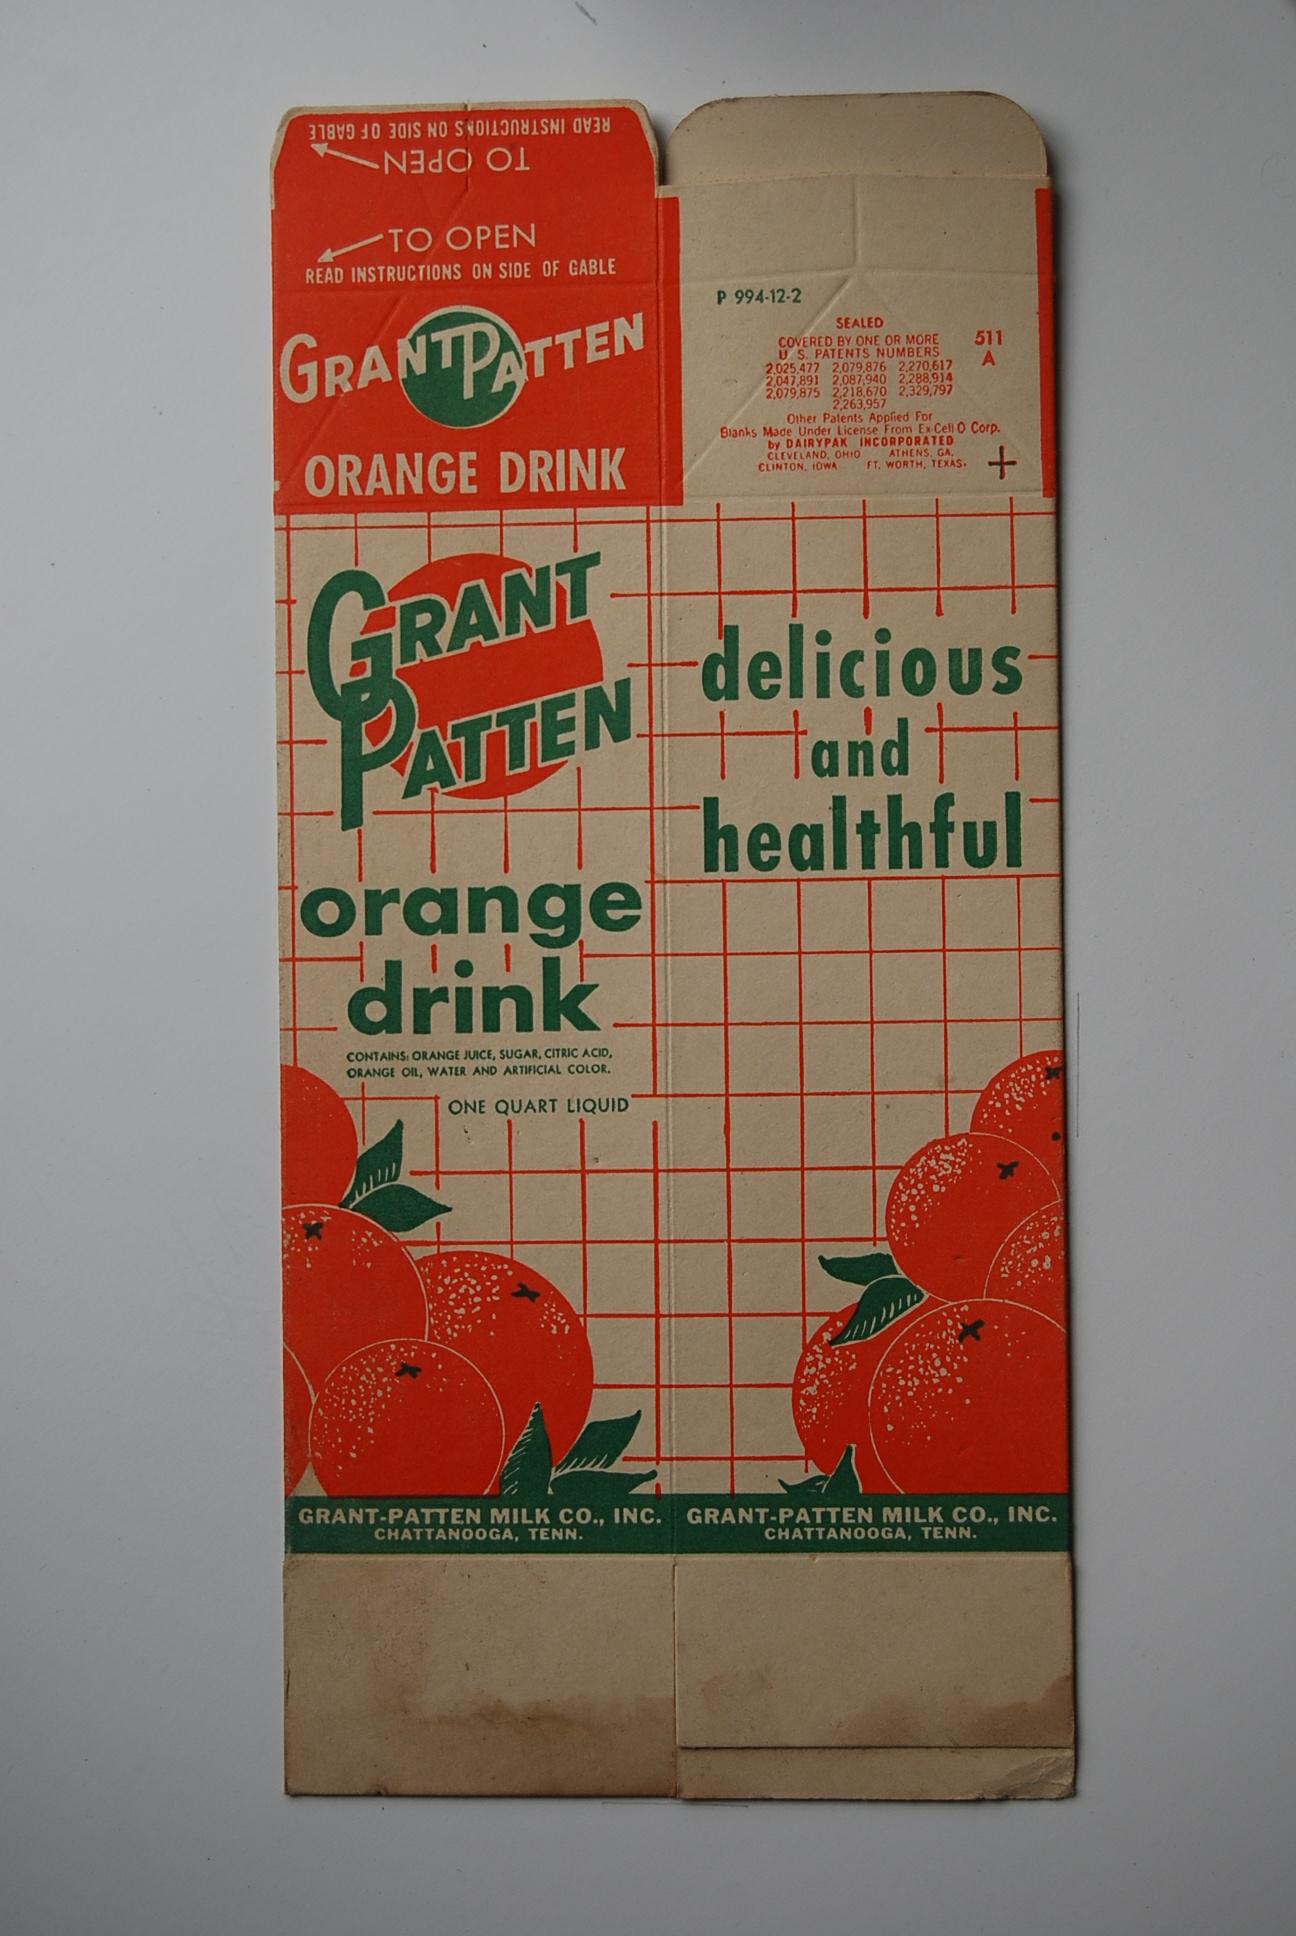 READ INSTRUCTIONS ON SIDE OF GABLE
TO OPEN
TO OPEN
READ INSTRUCTIONS ON SIDE OF GABLE
GRANT PATTEN
ORANGE DRINK
GRANT
PATTEN
orange
drink
CONTAINS: ORANGE JUICE, SUGAR, CITRIC ACID,
ORANGE OIL, WATER AND ARTIFICIAL COLOR.
ONE QUART LIQUID
GRANT-PATTEN MILK CO., INC.
CHATTANOOGA, TENN.
P 994-12-2
SEALED
COVERED BY ONE OR MORE
U. S. PATENTS NUMBERS
2,025,477 2,079,876 2,270,617
2,047,891 2,087,940 2,288,914
2,079,875 2,218,670 2,329,797
2,263,957
Other Patents Applied For
Blanks Made Under License From Ex-Cell-O Corp.
by DAIRYPAK INCORPORATED
CLEVELAND, OHIO ATHENS, GA.
CLINTON, IOWA FT. WORTH, TEXAS.
511
A
delicious
and
healthful
GRANT-PATTEN MILK CO., INC.
CHATTANOOGA, TENN.